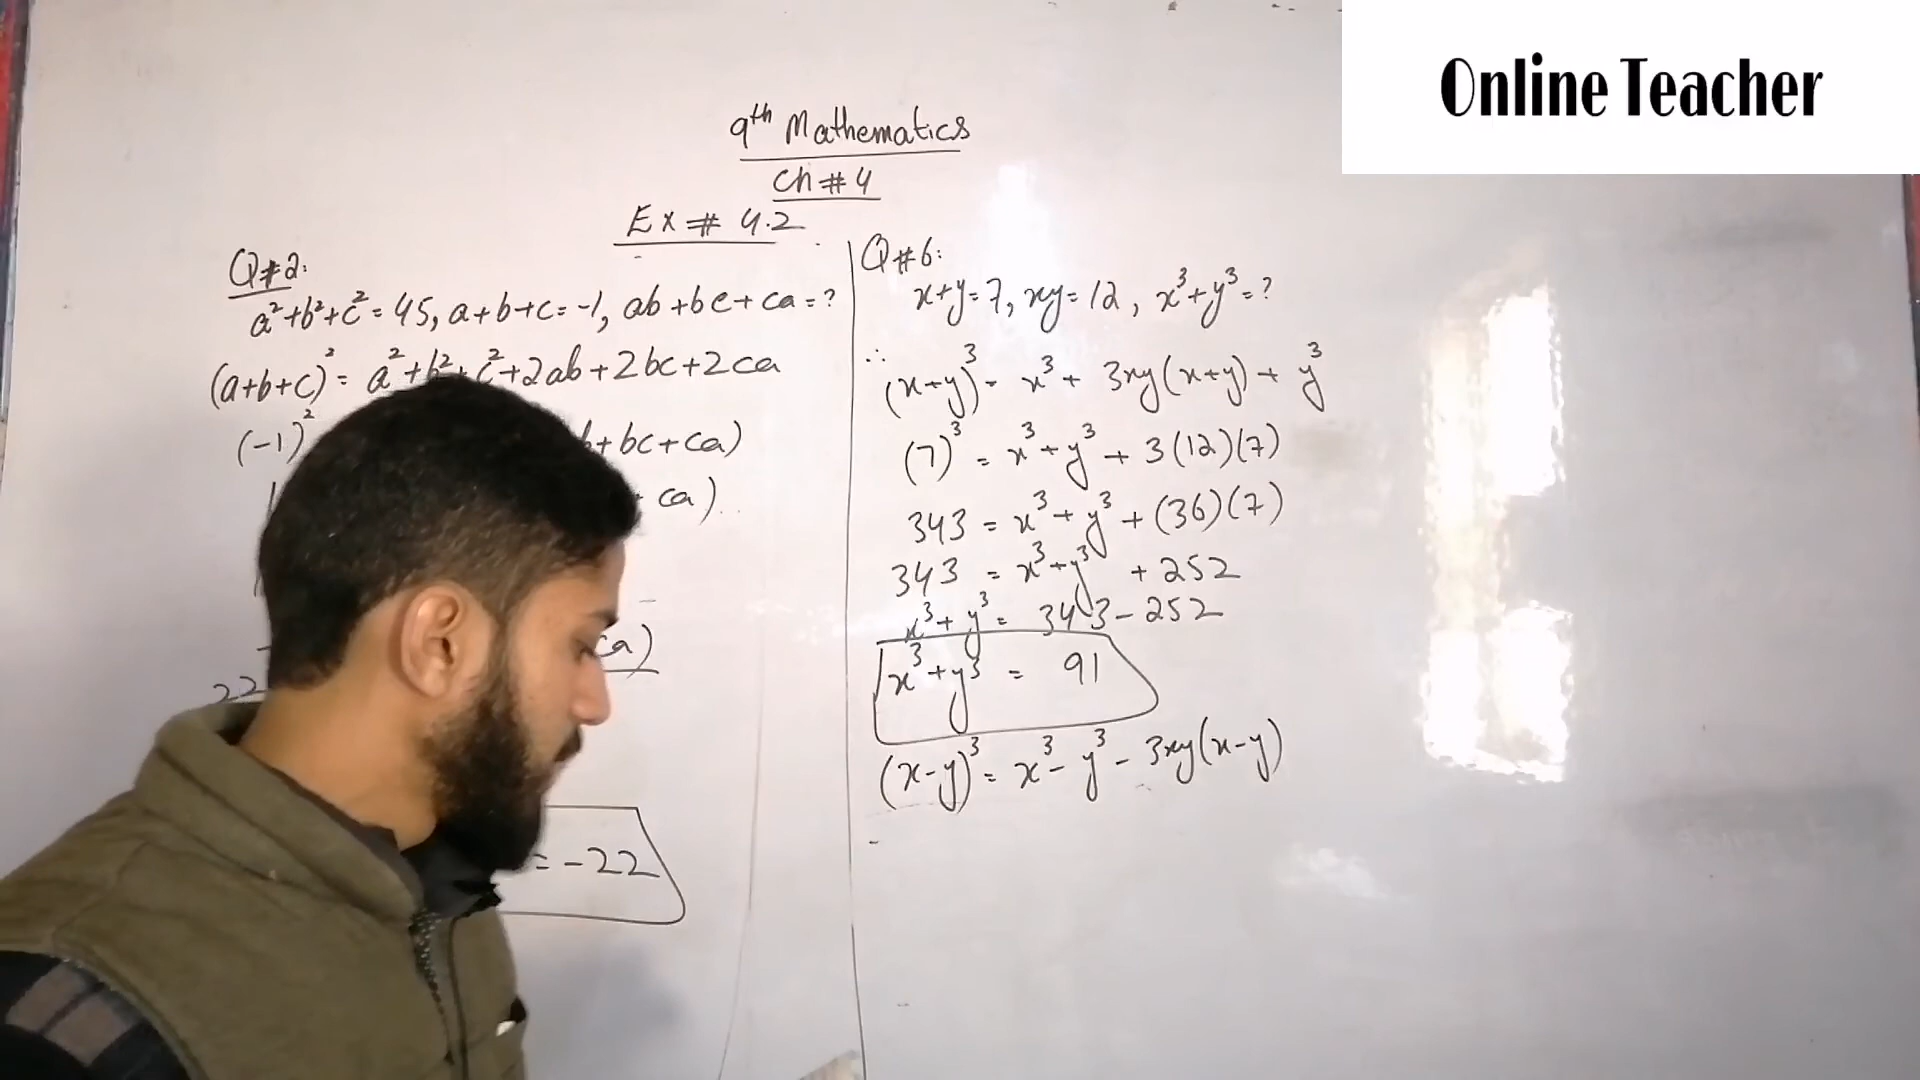 Online Teacher
9th Mathematics
Ch # 4
Ex # 4.2
Q#2:
a²+b²+c²=45, a+b+c=-1, ab+bc+ca=?
(a+b+c)² = a²+b²+c²+2ab+2bc+2ca
(-1)² +bc+ca)
ca)
ca)
22
= -22
Q#6:
x+y=7, xy=12, x³+y³=?
∴
(x+y)³ = x³ + 3xy(x+y) + y³
(7)³ = x³+y³ + 3(12)(7)
343 = x³+y³ + (36)(7)
343 = x³+y³ + 252
x³+y³ = 343-252
x³+y³ = 91
(x-y)³ = x³-y³-3xy(x-y)